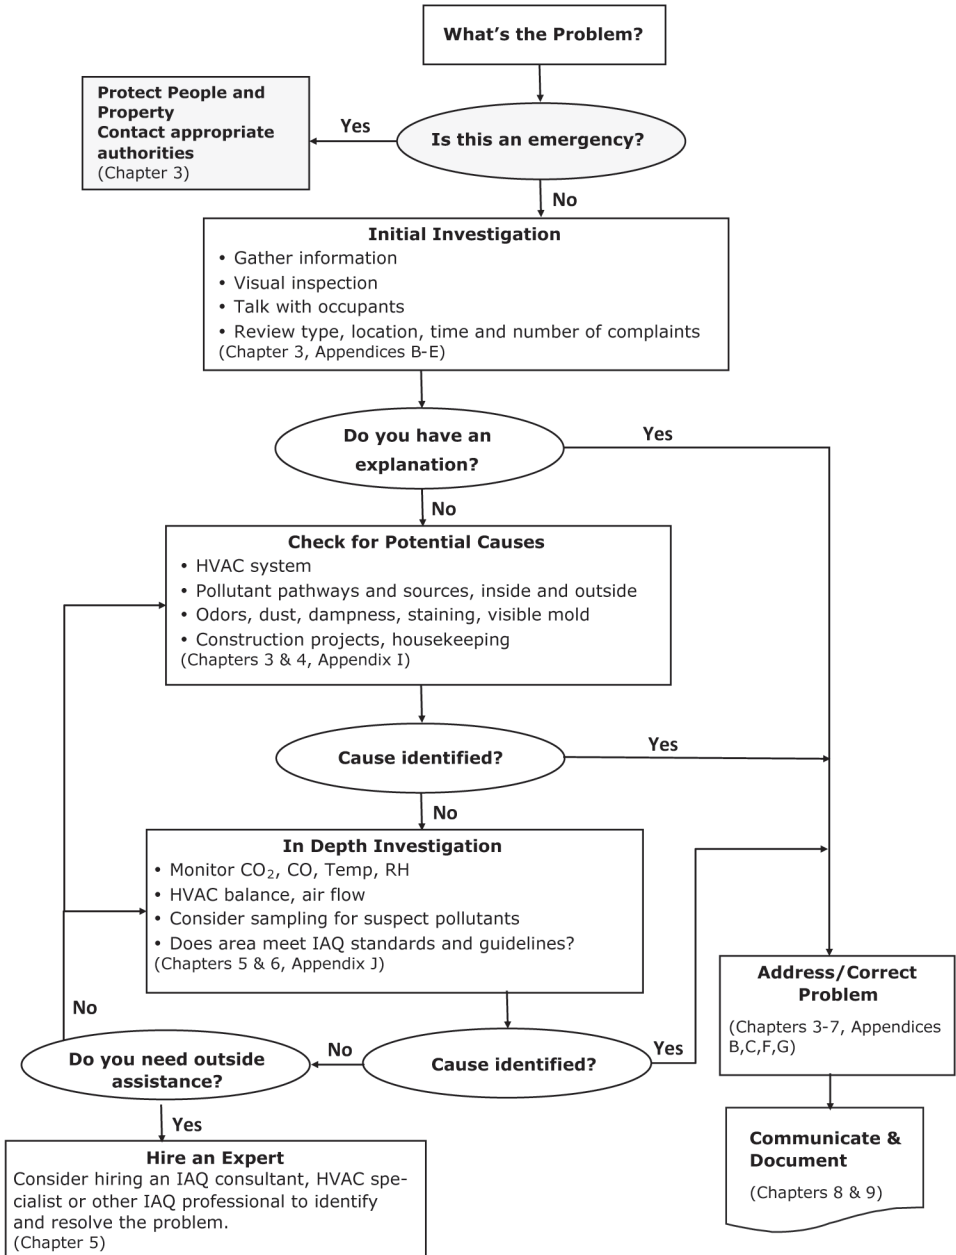 What's the Problem?
Protect People and
Property
Contact appropriate
authorities
(Chapter 3)
Yes
Is this an emergency?
No
Initial Investigation
• Gather information
• Visual inspection
• Talk with occupants
• Review type, location, time and number of complaints
(Chapter 3, Appendices B-E)
Do you have an
explanation?
Yes
No
Check for Potential Causes
• HVAC system
• Pollutant pathways and sources, inside and outside
• Odors, dust, dampness, staining, visible mold
• Construction projects, housekeeping
(Chapters 3 & 4, Appendix I)
Cause identified?
Yes
No
In Depth Investigation
• Monitor CO₂, CO, Temp, RH
• HVAC balance, air flow
• Consider sampling for suspect pollutants
• Does area meet IAQ standards and guidelines?
(Chapters 5 & 6, Appendix J)
No
Do you need outside
assistance?
No
Cause identified?
Yes
Address/Correct
Problem
(Chapters 3-7, Appendices
B,C,F,G)
Yes
Hire an Expert
Consider hiring an IAQ consultant, HVAC spe-
cialist or other IAQ professional to identify
and resolve the problem.
(Chapter 5)
Communicate &
Document
(Chapters 8 & 9)